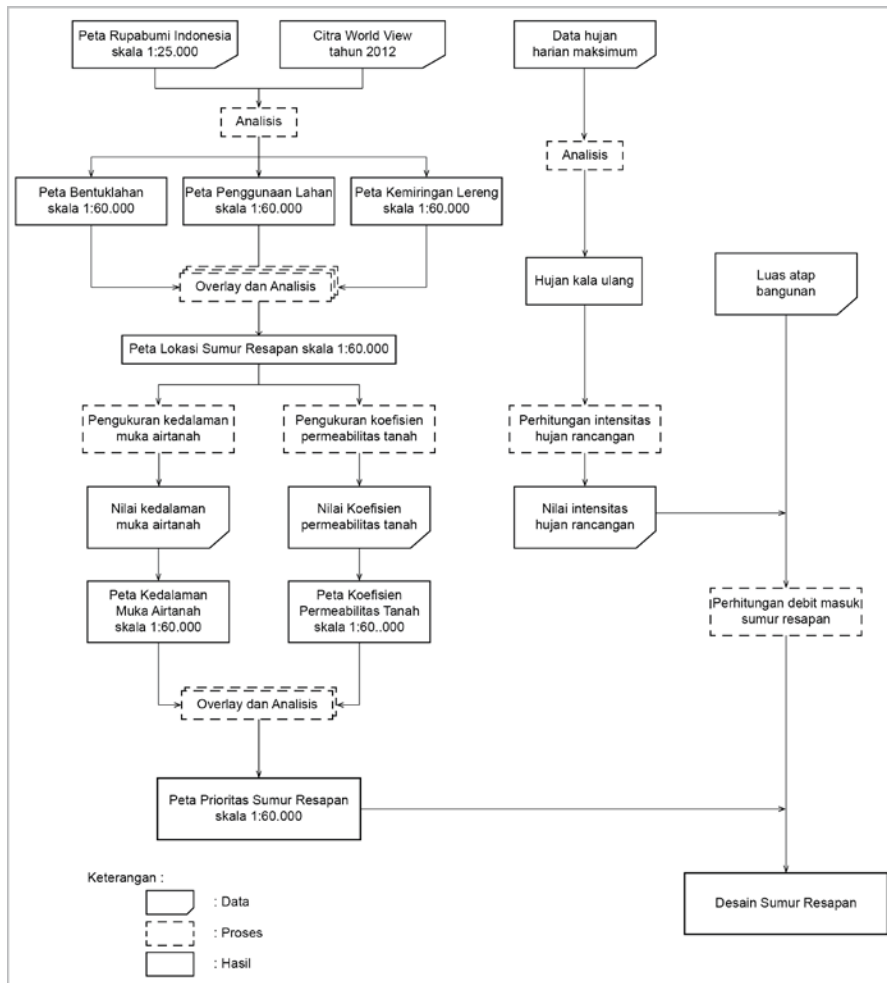 Peta Rupabumi Indonesia
skala 1:25.000
Citra World View
tahun 2012
Data hujan
harian maksimum
Analisis
Analisis
Peta Bentuklahan
skala 1:60.000
Peta Penggunaan Lahan
skala 1:60.000
Peta Kemiringan Lereng
skala 1:60.000
Overlay dan Analisis
Hujan kala ulang
Luas atap
bangunan
Peta Lokasi Sumur Resapan skala 1:60.000
Pengukuran kedalaman
muka airtanah
Pengukuran koefisien
permeabilitas tanah
Perhitungan intensitas
hujan rancangan
Nilai kedalaman
muka airtanah
Nilai Koefisien
permeabilitas tanah
Nilai intensitas
hujan rancangan
Peta Kedalaman
Muka Airtanah
skala 1:60.000
Peta Koefisien
Permeabilitas Tanah
skala 1:60..000
Perhitungan debit masuk
sumur resapan
Overlay dan Analisis
Peta Prioritas Sumur Resapan
skala 1:60.000
Desain Sumur Resapan
Keterangan :
: Data
: Proses
: Hasil